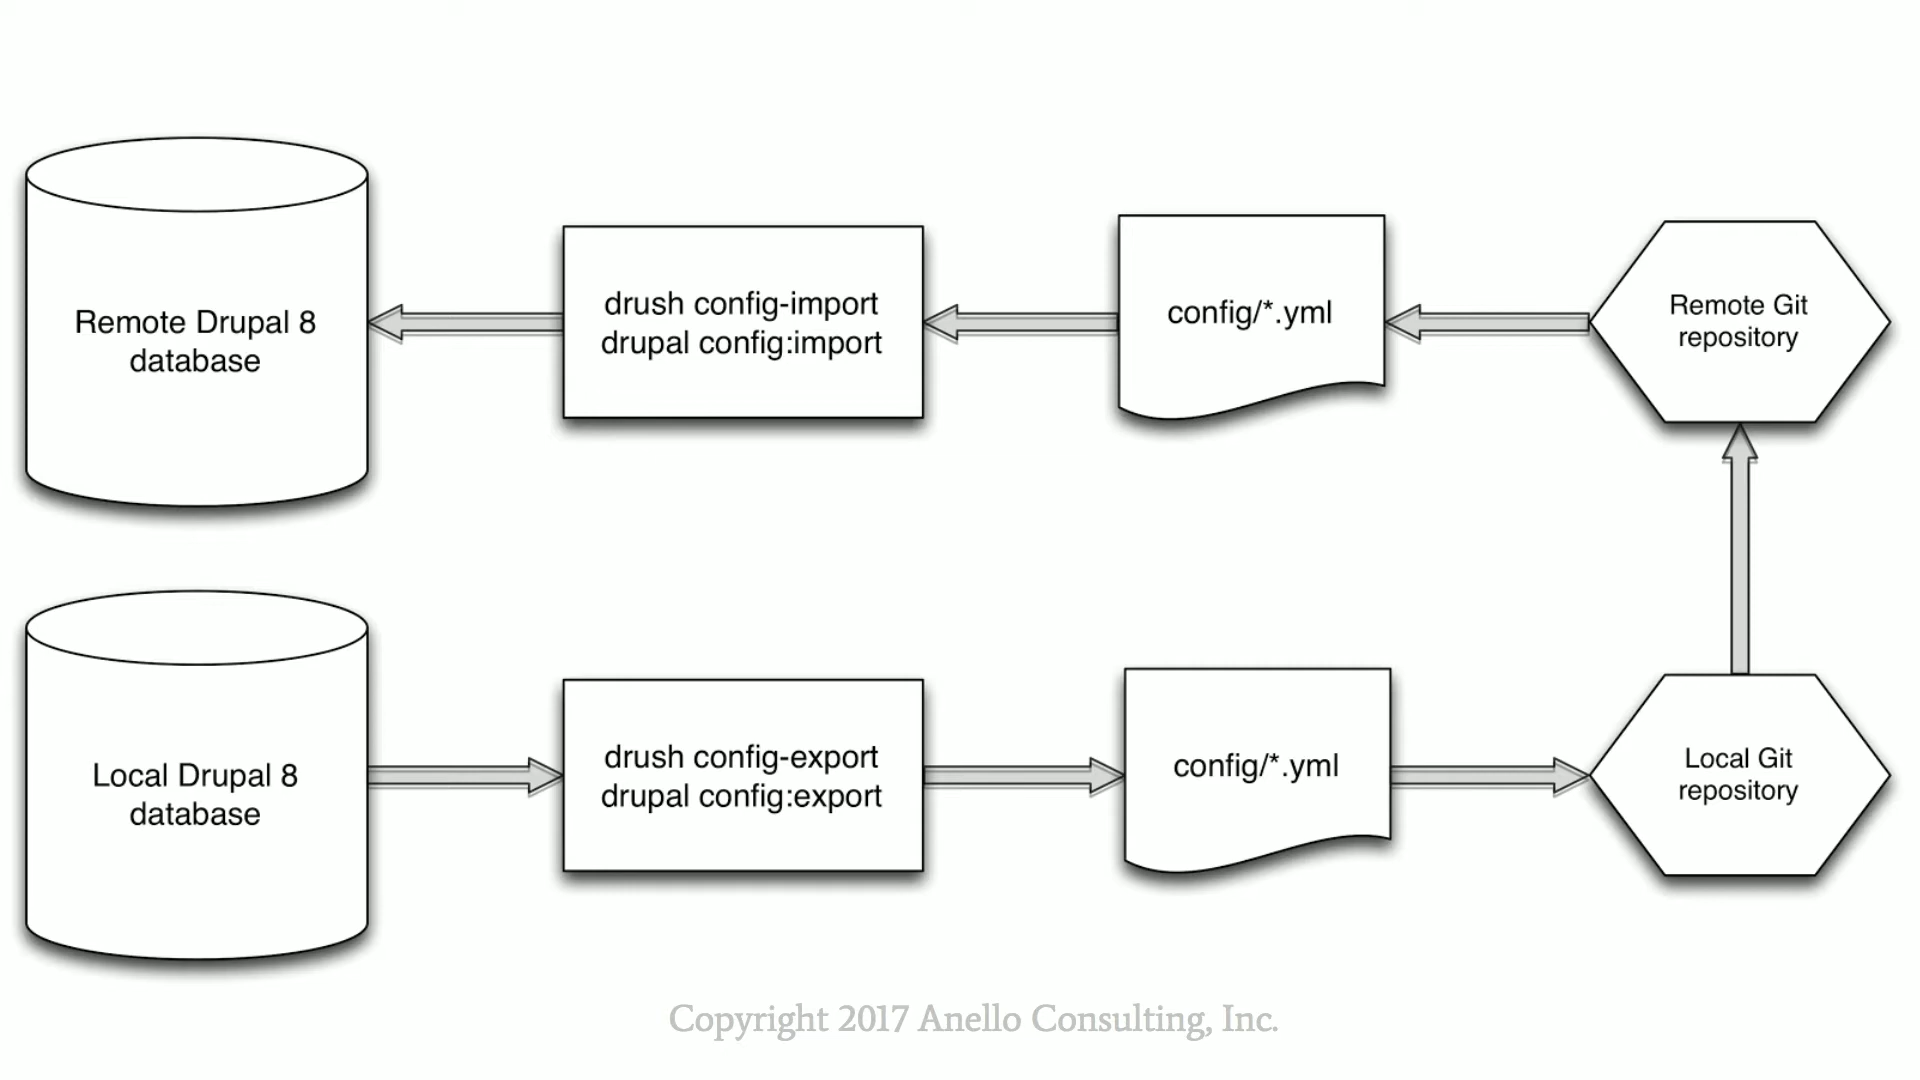 Remote Drupal 8
database
drush config-import
drupal config:import
config/*.yml
Remote Git
repository
Local Drupal 8
database
drush config-export
drupal config:export
config/*.yml
Local Git
repository
Copyright 2017 Anello Consulting, Inc.